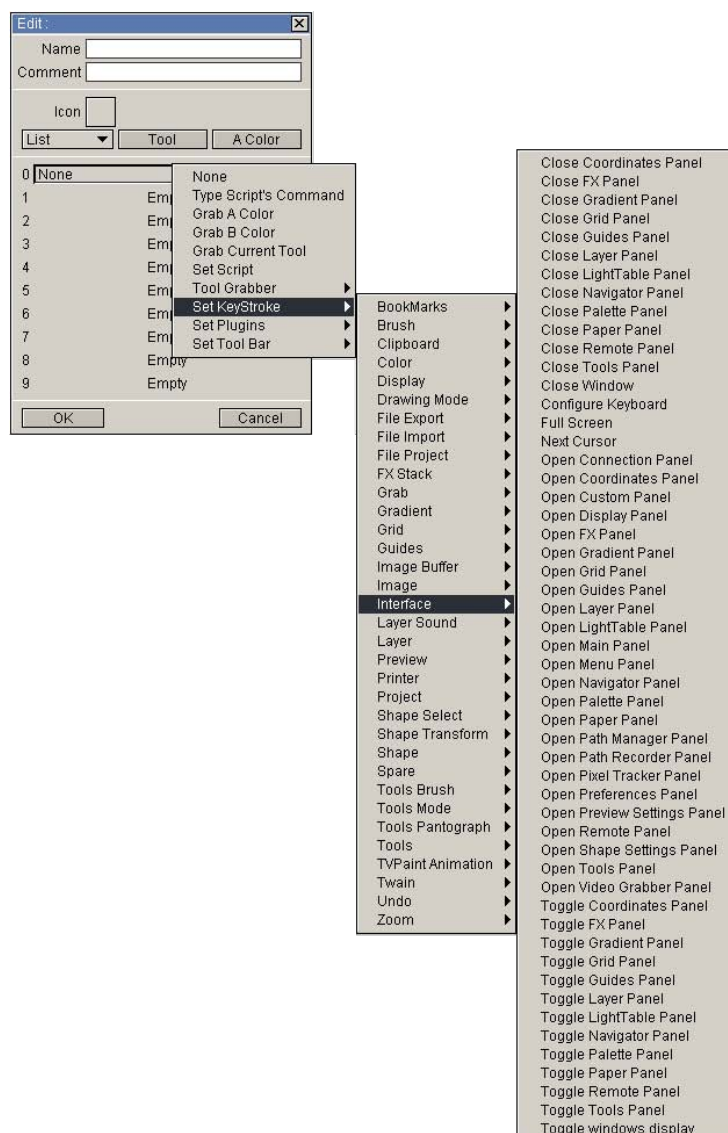 Edit :
Name
Comment
Icon
List
Tool
A Color
0 None
1 Emp
2 Emp
3 Emp
4 Emp
5 Emp
6 Emp
7 Emp
8 Empty
9 Empty
OK
Cancel
None
Type Script's Command
Grab A Color
Grab B Color
Grab Current Tool
Set Script
Tool Grabber
Set KeyStroke
Set Plugins
Set Tool Bar
BookMarks
Brush
Clipboard
Color
Display
Drawing Mode
File Export
File Import
File Project
FX Stack
Grab
Gradient
Grid
Guides
Image Buffer
Image
Interface
Layer Sound
Layer
Preview
Printer
Project
Shape Select
Shape Transform
Shape
Spare
Tools Brush
Tools Mode
Tools Pantograph
Tools
TVPaint Animation
Twain
Undo
Zoom
Close Coordinates Panel
Close FX Panel
Close Gradient Panel
Close Grid Panel
Close Guides Panel
Close Layer Panel
Close LightTable Panel
Close Navigator Panel
Close Palette Panel
Close Paper Panel
Close Remote Panel
Close Tools Panel
Close Window
Configure Keyboard
Full Screen
Next Cursor
Open Connection Panel
Open Coordinates Panel
Open Custom Panel
Open Display Panel
Open FX Panel
Open Gradient Panel
Open Grid Panel
Open Guides Panel
Open Layer Panel
Open LightTable Panel
Open Main Panel
Open Menu Panel
Open Navigator Panel
Open Palette Panel
Open Paper Panel
Open Path Manager Panel
Open Path Recorder Panel
Open Pixel Tracker Panel
Open Preferences Panel
Open Preview Settings Panel
Open Remote Panel
Open Shape Settings Panel
Open Tools Panel
Open Video Grabber Panel
Toggle Coordinates Panel
Toggle FX Panel
Toggle Gradient Panel
Toggle Grid Panel
Toggle Guides Panel
Toggle Layer Panel
Toggle LightTable Panel
Toggle Navigator Panel
Toggle Palette Panel
Toggle Paper Panel
Toggle Remote Panel
Toggle Tools Panel
Toggle windows display